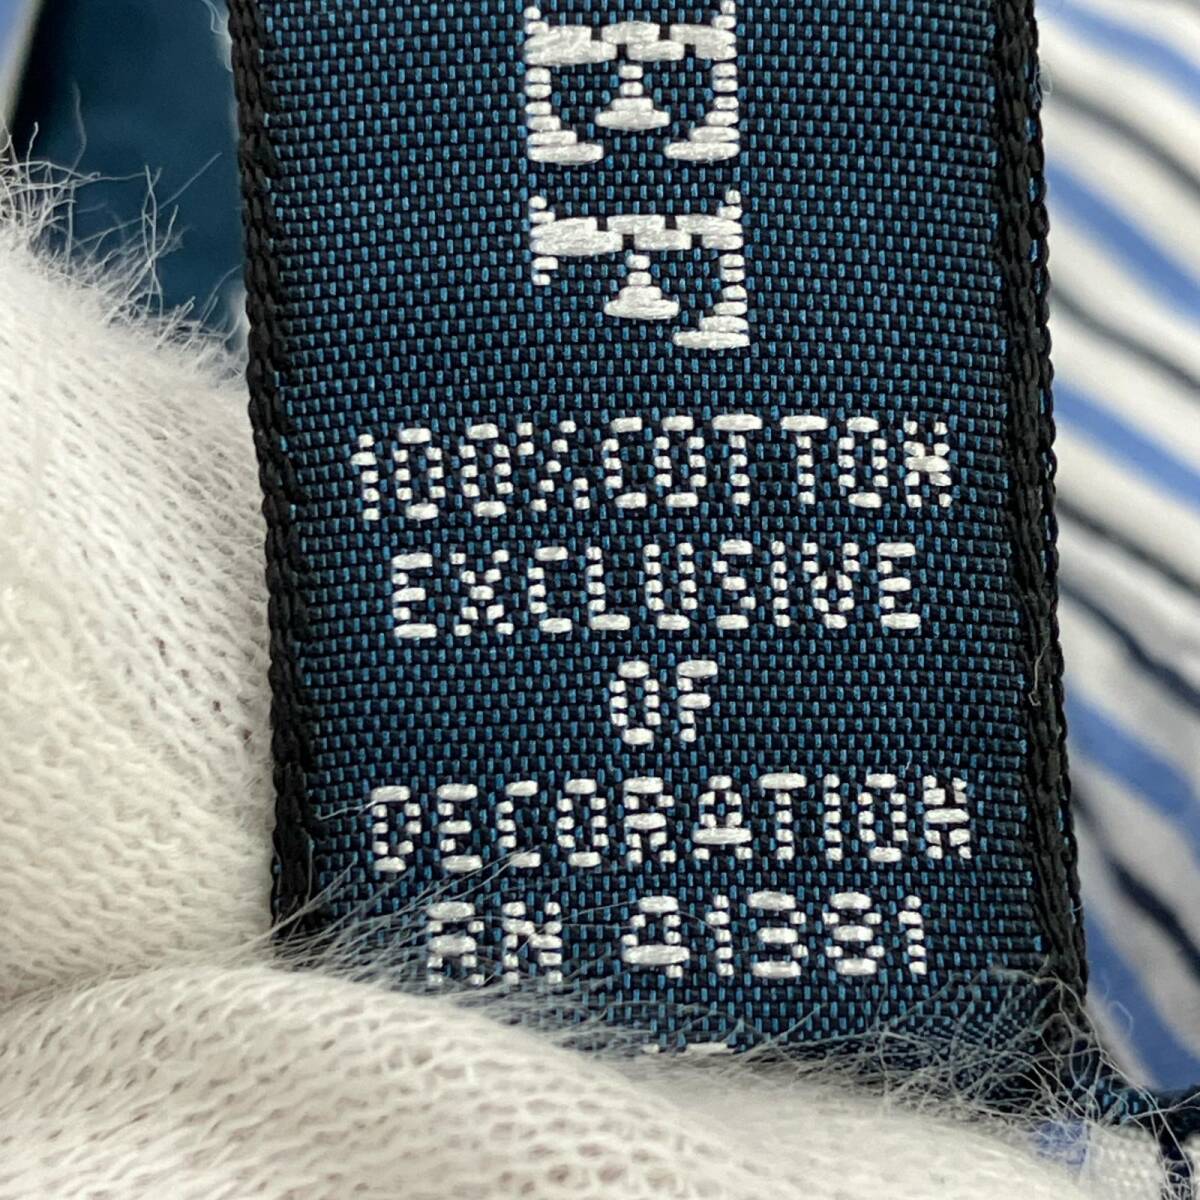 100%COTTON
EXCLUSIVE
OF
DECORATION
RN 41381